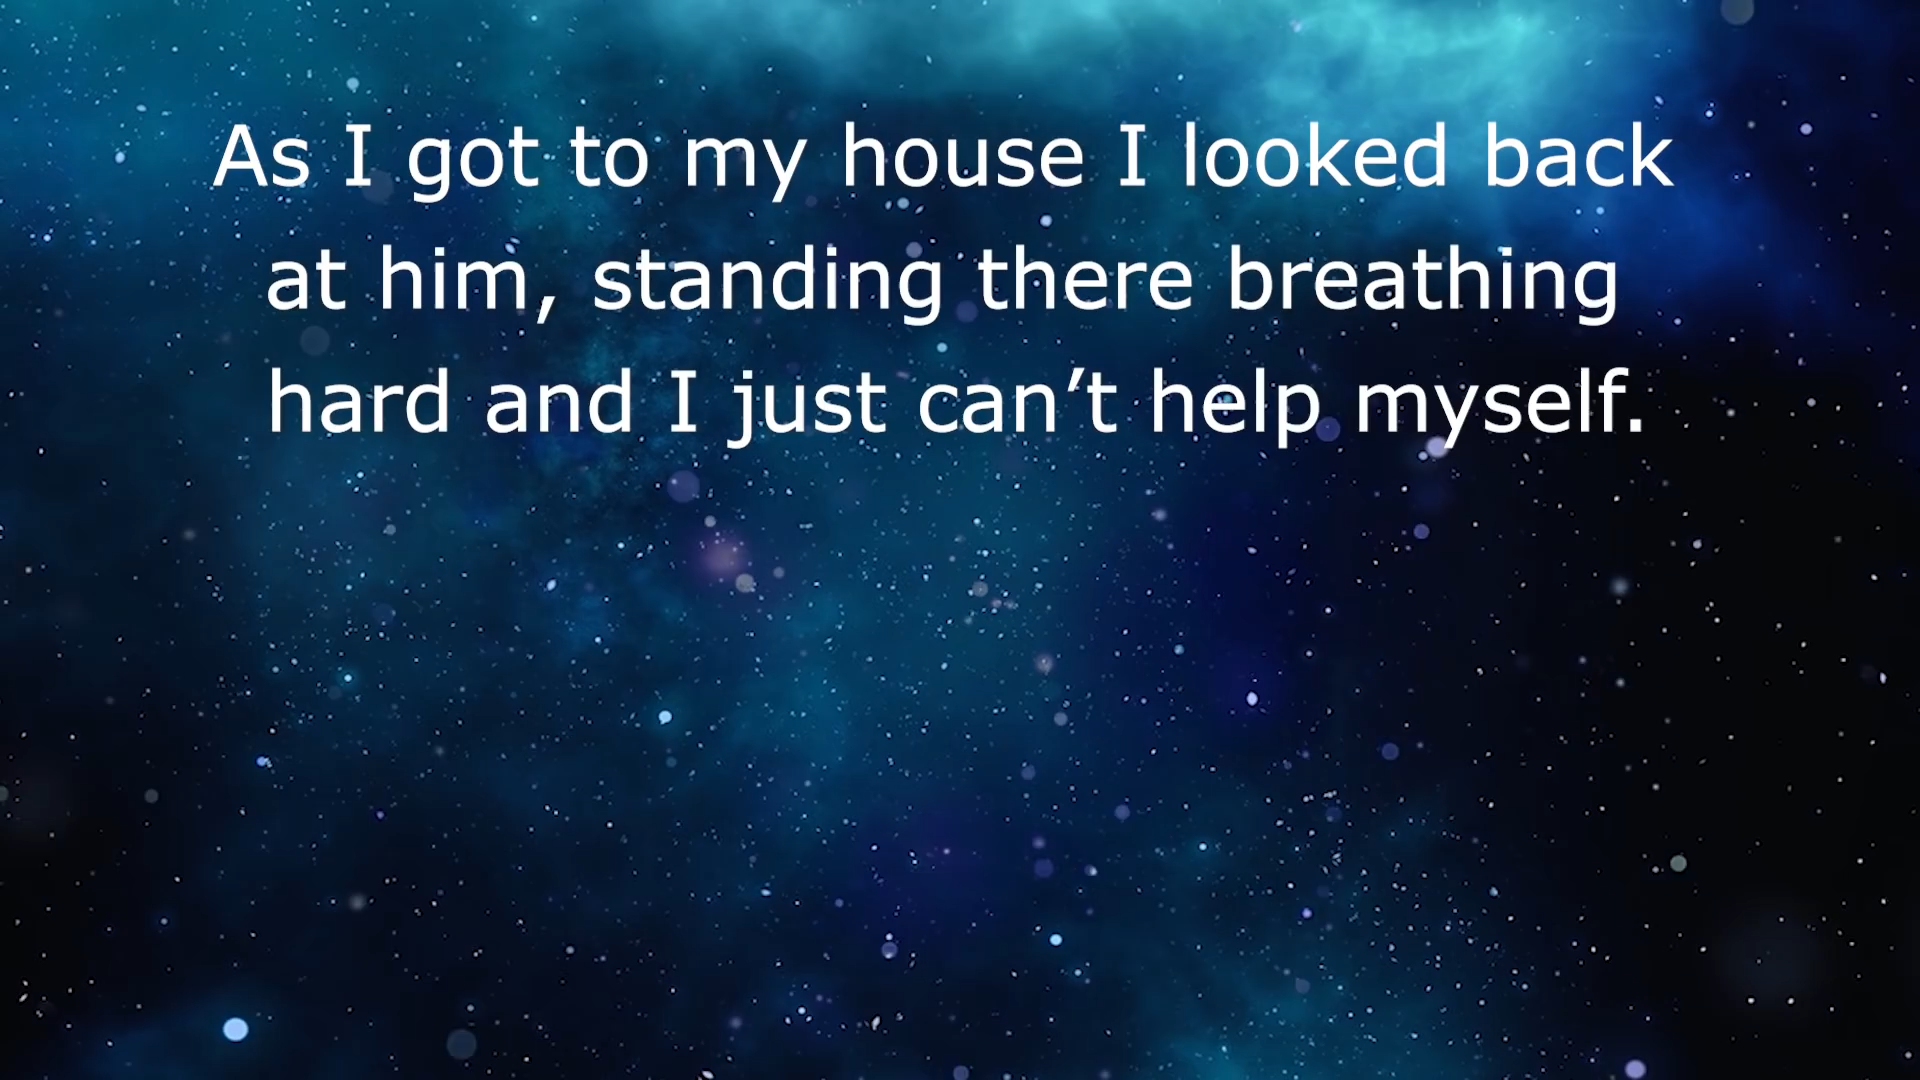 As I got to my house I looked back
at him, standing there breathing
hard and I just can’t help myself.